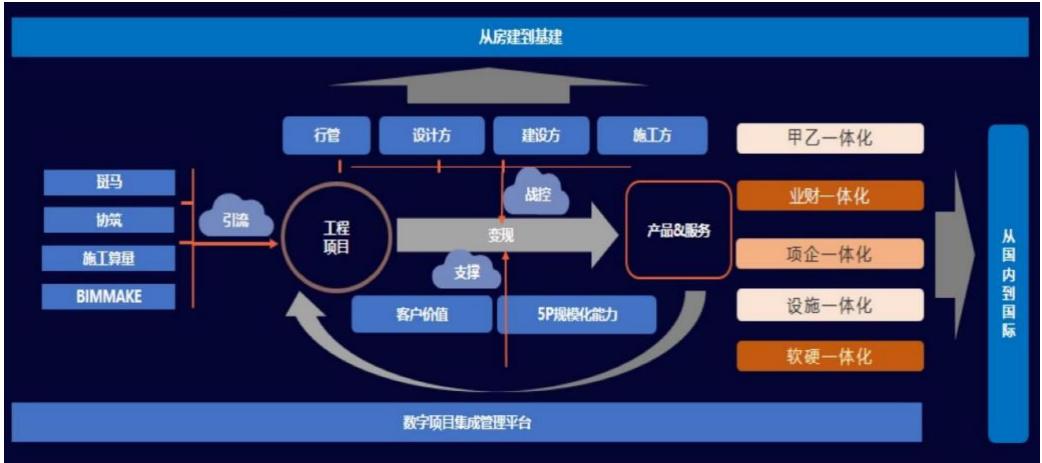 从房建到基建
行管
设计方
建设方
施工方
甲乙一体化
斑马
协筑
施工算量
BIMMAKE
引流
工程
项目
战控
变现
支撑
产品&服务
业财一体化
项企一体化
设施一体化
软硬一体化
客户价值
5P规模化能力
从国内到国际
数字项目集成管理平台